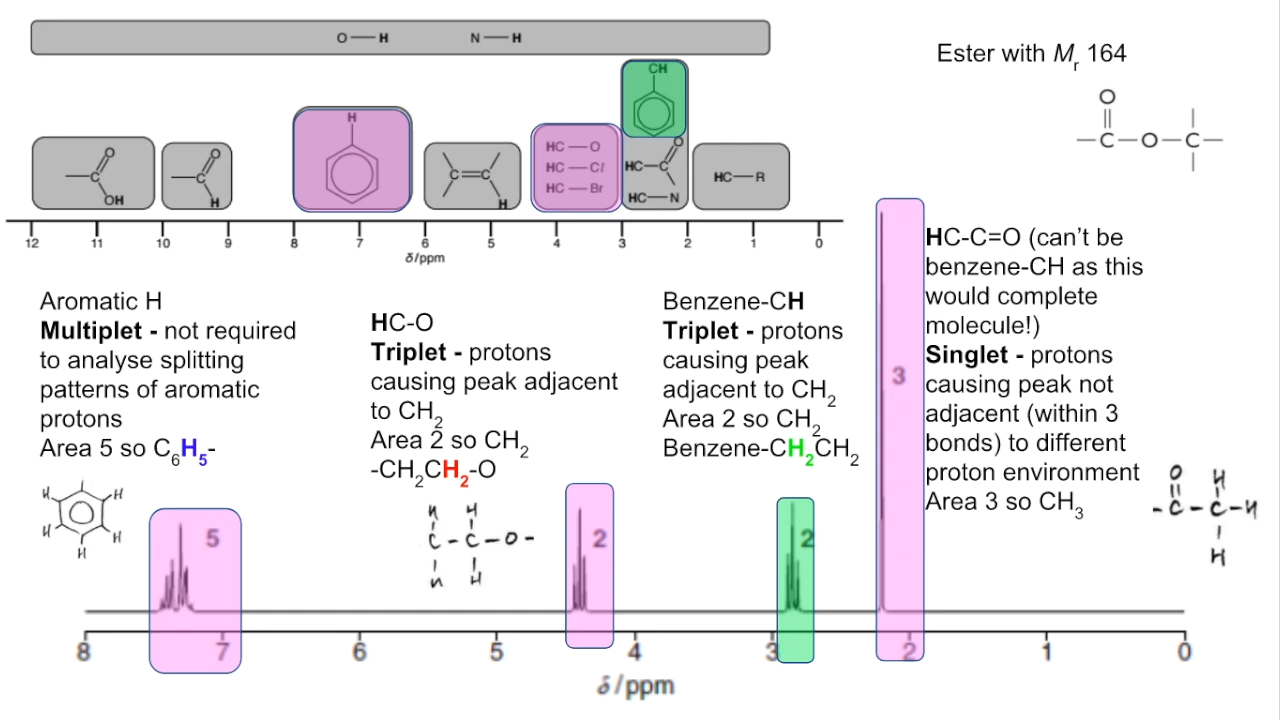 O — H N — H
Ester with Mr 164
O
— C — O — C —
CH
H
O
C
OH
O
C
H
C=C
H
HC — O
HC — Cl
HC — Br
O
HC — C
HC — N
HC — R
12 11 10 9 8 7 6 5 4 3 2 1 0
δ/ppm
Aromatic H
Multiplet - not required
to analyse splitting
patterns of aromatic
protons
Area 5 so C6H5-
HC-O
Triplet - protons
causing peak adjacent
to CH2
Area 2 so CH2
-CH2CH2-O
Benzene-CH
Triplet - protons
causing peak
adjacent to CH2
Area 2 so CH2
Benzene-CH2CH2
HC-C=O (can’t be
benzene-CH as this
would complete
molecule!)
Singlet - protons
causing peak not
adjacent (within 3
bonds) to different
proton environment
Area 3 so CH3
H H
H H
H
H H
C - C - O -
H H
O H
- C - C - H
H
5 2 2 3
8 7 6 5 4 3 2 1 0
δ/ppm